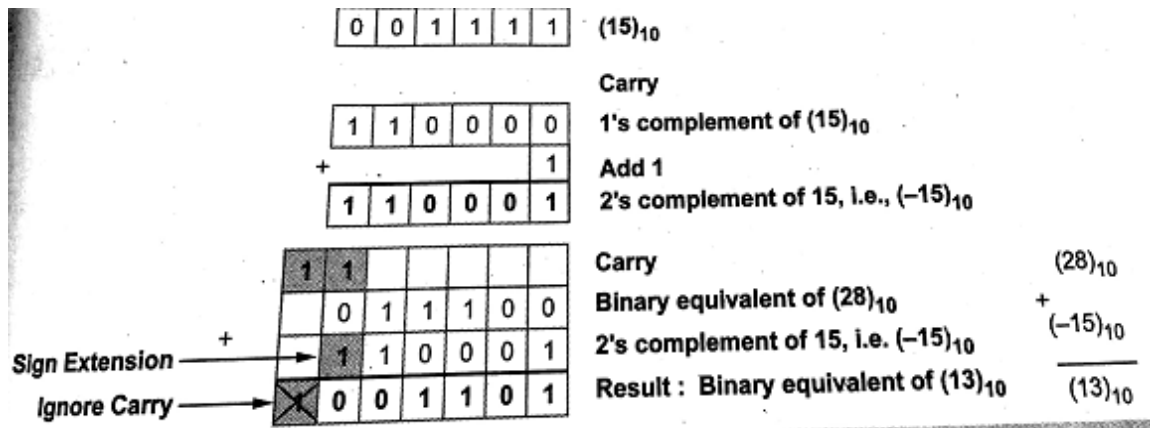 0 0 1 1 1 1 (15)10
Carry
1 1 0 0 0 0 1's complement of (15)10
+ 1 Add 1
1 1 0 0 0 1 2's complement of 15, i.e., (–15)10
1 1 Carry (28)10
0 1 1 1 0 0 Binary equivalent of (28)10 +
+ Sign Extension 1 1 0 0 0 1 2's complement of 15, i.e. (–15)10 (–15)10
Ignore Carry 1 0 0 1 1 0 1 Result : Binary equivalent of (13)10 (13)10